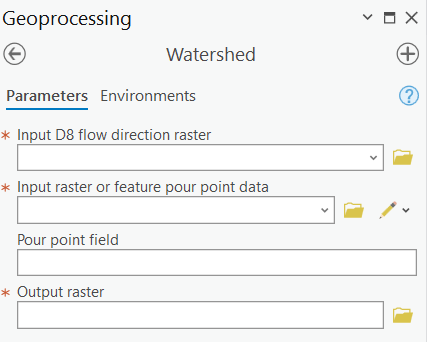 Geoprocessing
Watershed
Parameters Environments ?
* Input D8 flow direction raster
* Input raster or feature pour point data
Pour point field
* Output raster